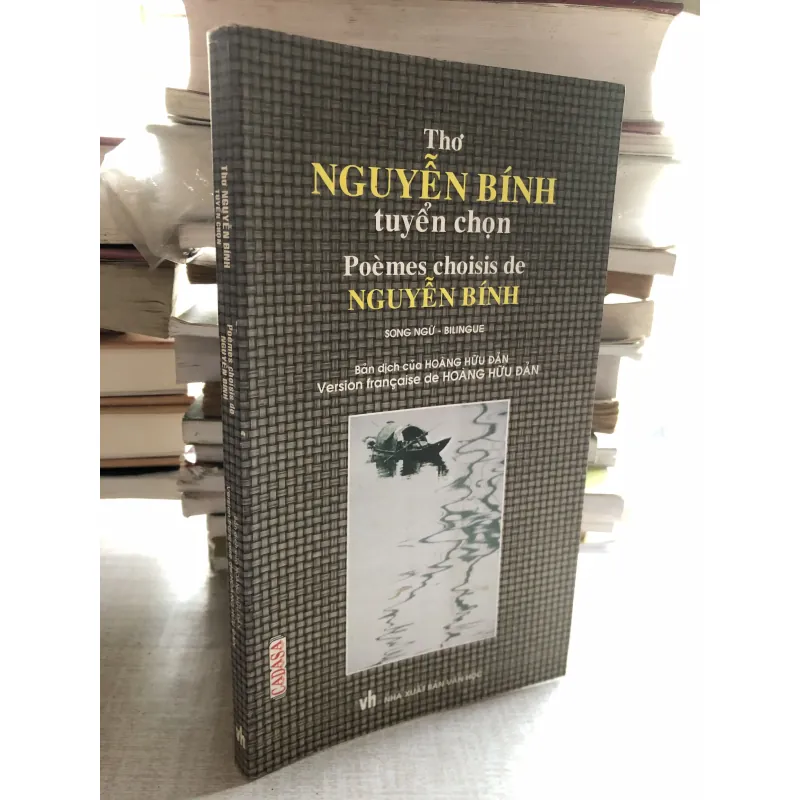 Thơ
NGUYỄN BÍNH
tuyển chọn
Poèmes choisis de
NGUYỄN BÍNH
SONG NGỮ - BILINGUE
Bản dịch của HOÀNG HỮU ĐẢN
Version française de HOÀNG HỮU ĐẢN
vh NHÀ XUẤT BẢN VĂN HỌC
Thơ NGUYỄN BÍNH
TUYỂN CHỌN
Poèmes choisis de
NGUYỄN BÍNH
CADASA
vh